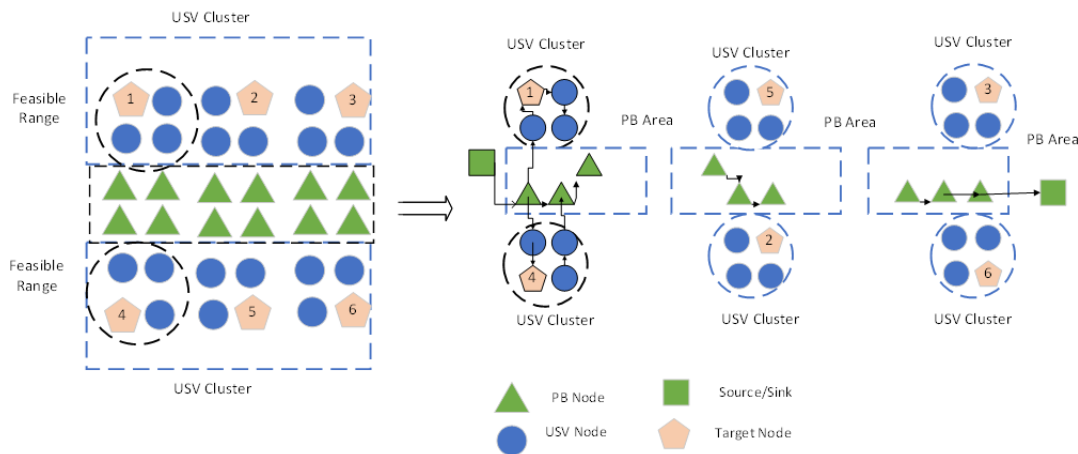 USV Cluster
Feasible
Range
1
2
3
Feasible
Range
4
5
6
USV Cluster
USV Cluster
1
PB Area
4
USV Cluster
USV Cluster
5
PB Area
2
USV Cluster
USV Cluster
3
PB Area
6
USV Cluster
PB Node
Source/Sink
USV Node
Target Node